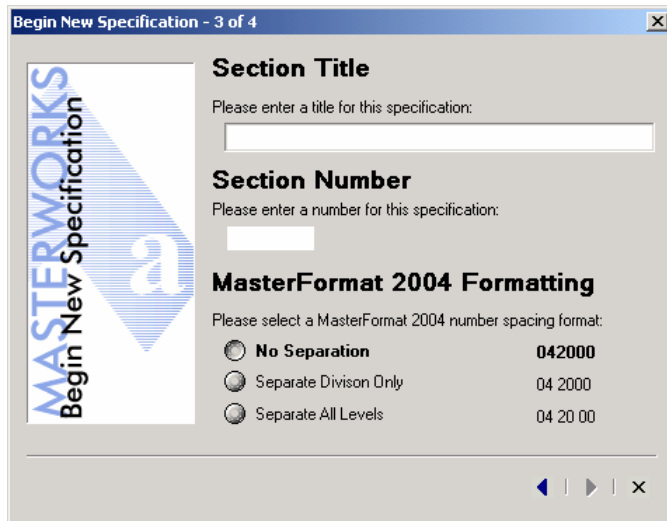 Begin New Specification - 3 of 4
MASTERWORKS
Begin New Specification
a
Section Title
Please enter a title for this specification:
Section Number
Please enter a number for this specification:
MasterFormat 2004 Formatting
Please select a MasterFormat 2004 number spacing format:
No Separation 042000
Separate Divison Only 04 2000
Separate All Levels 04 20 00